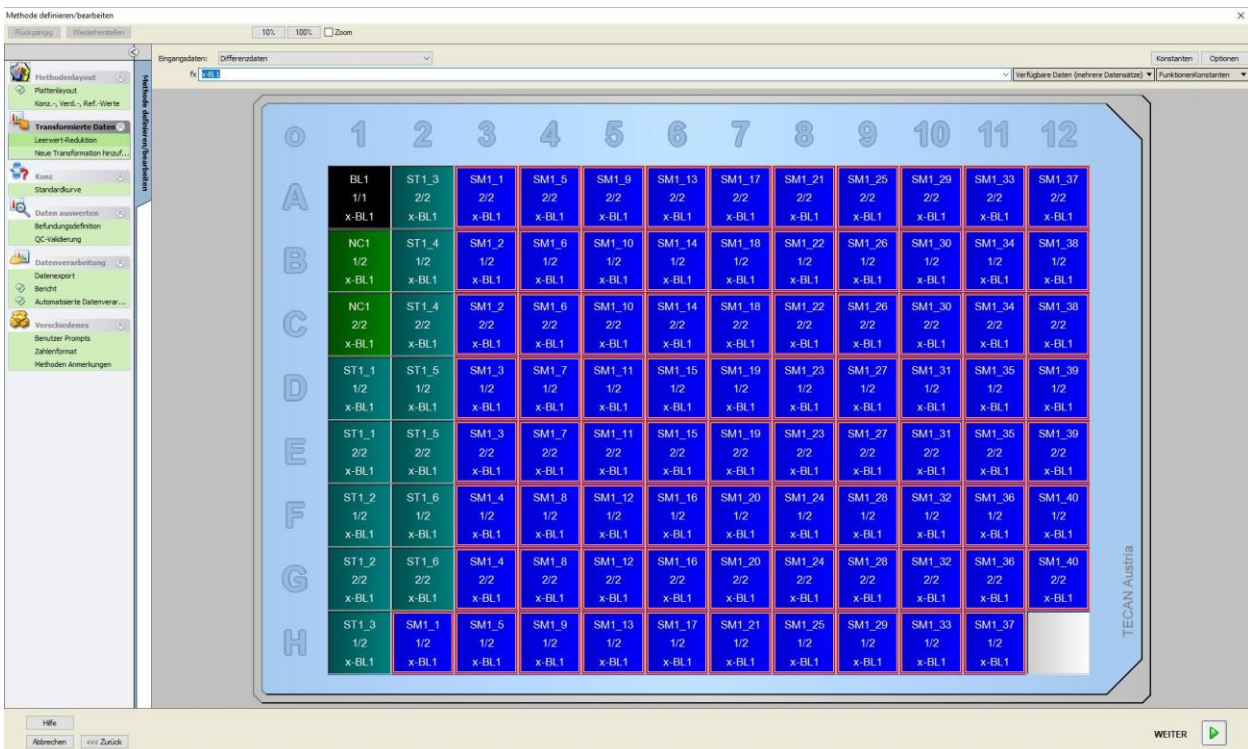 Methode definieren/bearbeiten
Rückgängig Wiederherstellen 10% 100% Zoom
Eingangsdaten: Differenzdaten Konstanten Optionen
fx x-BL1 Verfügbare Daten (mehrere Datensätze) FunktionenKonstanten
Methodenlayout
Plattenlayout
Konz.-, Verd.-, Ref.-Werte
Transformierte Daten
Leerwert-Reduktion
Neue Transformation hinzuf...
Konz
Standardkurve
Daten auswerten
Befundungsdefinition
QC-Validierung
Datenverarbeitung
Datenexport
Bericht
Automatisierte Datenverar...
Verschiedenes
Benutzer Prompts
Zahlenformat
Methoden Anmerkungen
Methode definieren/bearbeiten
1 2 3 4 5 6 7 8 9 10 11 12
A
BL1 ST1_3 SM1_1 SM1_5 SM1_9 SM1_13 SM1_17 SM1_21 SM1_25 SM1_29 SM1_33 SM1_37
1/1 2/2 2/2 2/2 2/2 2/2 2/2 2/2 2/2 2/2 2/2 2/2
x-BL1 x-BL1 x-BL1 x-BL1 x-BL1 x-BL1 x-BL1 x-BL1 x-BL1 x-BL1 x-BL1 x-BL1
B
NC1 ST1_4 SM1_2 SM1_6 SM1_10 SM1_14 SM1_18 SM1_22 SM1_26 SM1_30 SM1_34 SM1_38
1/2 1/2 1/2 1/2 1/2 1/2 1/2 1/2 1/2 1/2 1/2 1/2
x-BL1 x-BL1 x-BL1 x-BL1 x-BL1 x-BL1 x-BL1 x-BL1 x-BL1 x-BL1 x-BL1 x-BL1
C
NC1 ST1_4 SM1_2 SM1_6 SM1_10 SM1_14 SM1_18 SM1_22 SM1_26 SM1_30 SM1_34 SM1_38
2/2 2/2 2/2 2/2 2/2 2/2 2/2 2/2 2/2 2/2 2/2 2/2
x-BL1 x-BL1 x-BL1 x-BL1 x-BL1 x-BL1 x-BL1 x-BL1 x-BL1 x-BL1 x-BL1 x-BL1
D
ST1_1 ST1_5 SM1_3 SM1_7 SM1_11 SM1_15 SM1_19 SM1_23 SM1_27 SM1_31 SM1_35 SM1_39
1/2 1/2 1/2 1/2 1/2 1/2 1/2 1/2 1/2 1/2 1/2 1/2
x-BL1 x-BL1 x-BL1 x-BL1 x-BL1 x-BL1 x-BL1 x-BL1 x-BL1 x-BL1 x-BL1 x-BL1
E
ST1_1 ST1_5 SM1_3 SM1_7 SM1_11 SM1_15 SM1_19 SM1_23 SM1_27 SM1_31 SM1_35 SM1_39
2/2 2/2 2/2 2/2 2/2 2/2 2/2 2/2 2/2 2/2 2/2 2/2
x-BL1 x-BL1 x-BL1 x-BL1 x-BL1 x-BL1 x-BL1 x-BL1 x-BL1 x-BL1 x-BL1 x-BL1
F
ST1_2 ST1_6 SM1_4 SM1_8 SM1_12 SM1_16 SM1_20 SM1_24 SM1_28 SM1_32 SM1_36 SM1_40
1/2 1/2 1/2 1/2 1/2 1/2 1/2 1/2 1/2 1/2 1/2 1/2
x-BL1 x-BL1 x-BL1 x-BL1 x-BL1 x-BL1 x-BL1 x-BL1 x-BL1 x-BL1 x-BL1 x-BL1
G
ST1_2 ST1_6 SM1_4 SM1_8 SM1_12 SM1_16 SM1_20 SM1_24 SM1_28 SM1_32 SM1_36 SM1_40
2/2 2/2 2/2 2/2 2/2 2/2 2/2 2/2 2/2 2/2 2/2 2/2
x-BL1 x-BL1 x-BL1 x-BL1 x-BL1 x-BL1 x-BL1 x-BL1 x-BL1 x-BL1 x-BL1 x-BL1
H
ST1_3 SM1_1 SM1_5 SM1_9 SM1_13 SM1_17 SM1_21 SM1_25 SM1_29 SM1_33 SM1_37
1/2 1/2 1/2 1/2 1/2 1/2 1/2 1/2 1/2 1/2 1/2
x-BL1 x-BL1 x-BL1 x-BL1 x-BL1 x-BL1 x-BL1 x-BL1 x-BL1 x-BL1 x-BL1
TECAN Austria
Hilfe
Abbrechen <<< Zurück
WEITER